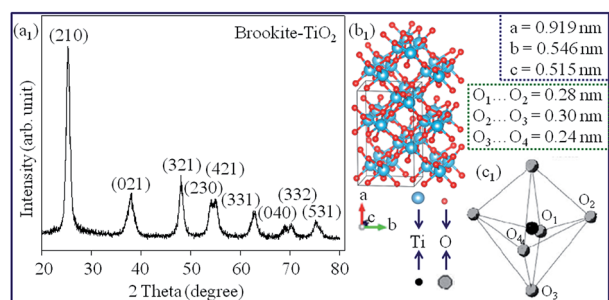 (a₁)
Brookite-TiO₂
(210)
(021)
(321)
(230)
(421)
(331)
(040)
(332)
(531)
Intensity (arb. unit)
20 30 40 50 60 70 80
2 Theta (degree)
(b₁)
a
c
b
Ti O
a = 0.919 nm
b = 0.546 nm
c = 0.515 nm
O₁...O₂ = 0.28 nm
O₂...O₃ = 0.30 nm
O₃...O₄ = 0.24 nm
(c₁)
O₁
O₂
O₄
O₃